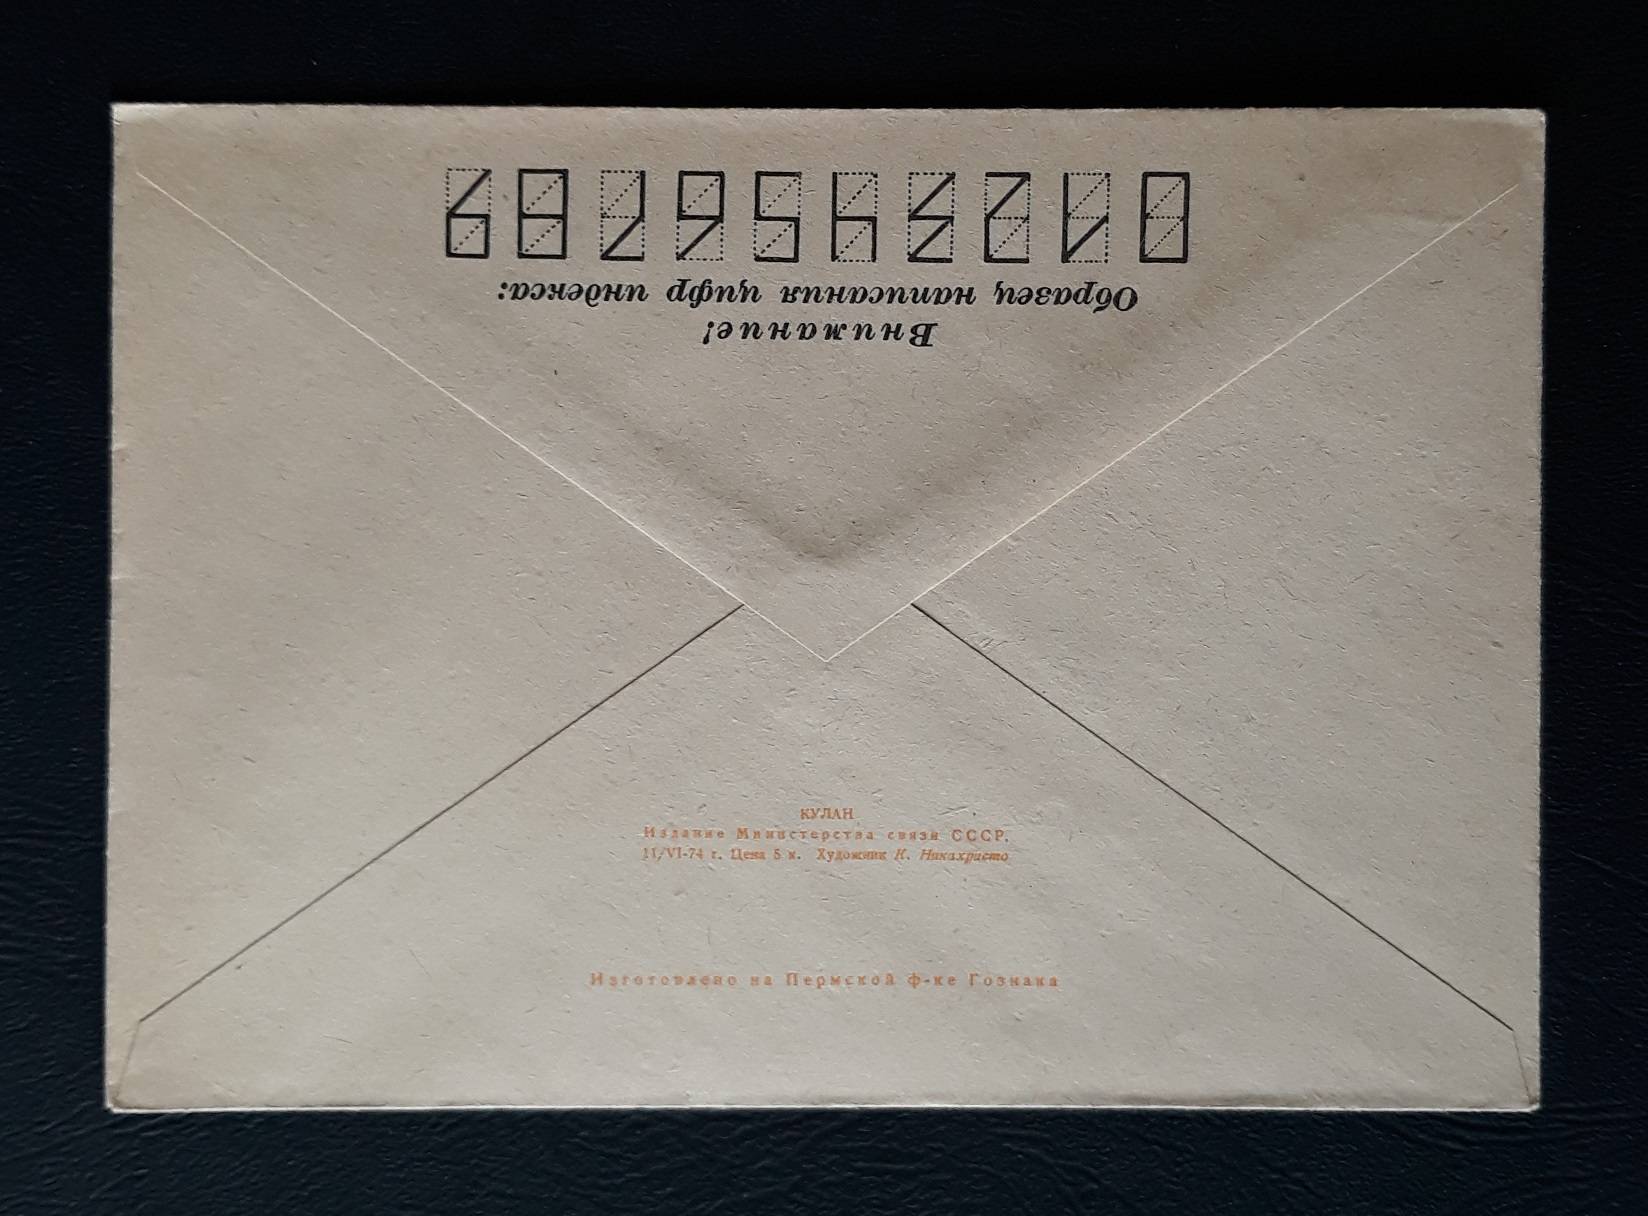 Внимание!
Образец написания цифр индекса:
0123456789
КУЛАН
Издание Министерства связи СССР.
11/VI-74 г. Цена 5 к. Художник К. Никахристо
Изготовлено на Пермской ф-ке Гознака